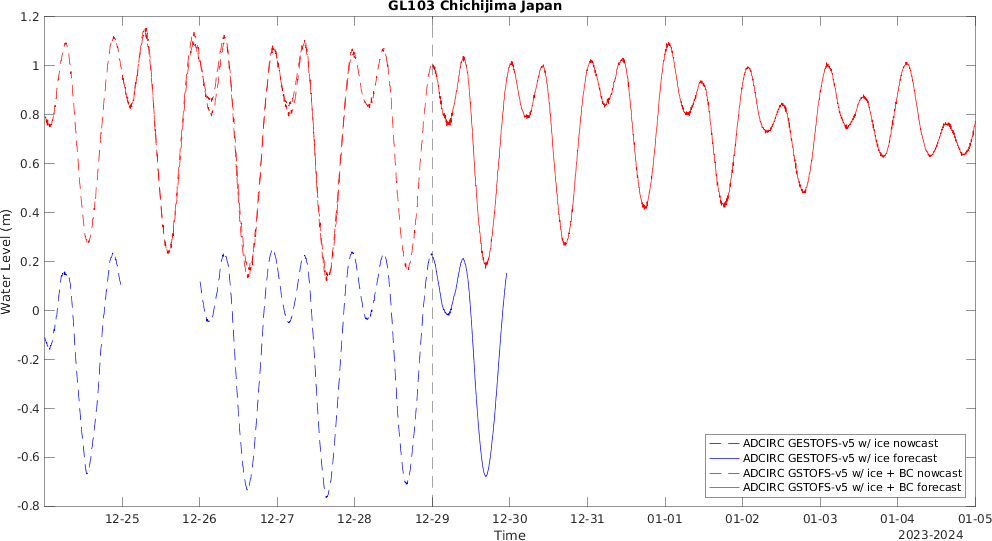 GL103 Chichijima Japan
1.2
1
0.8
0.6
0.4
0.2
0
-0.2
-0.4
-0.6
-0.8
Water Level (m)
ADCIRC GESTOFS-v5 w/ ice nowcast
ADCIRC GESTOFS-v5 w/ ice forecast
ADCIRC GSTOFS-v5 w/ ice + BC nowcast
ADCIRC GSTOFS-v5 w/ ice + BC forecast
12-25 12-26 12-27 12-28 12-29 12-30 12-31 01-01 01-02 01-03 01-04 01-05
Time
2023-2024